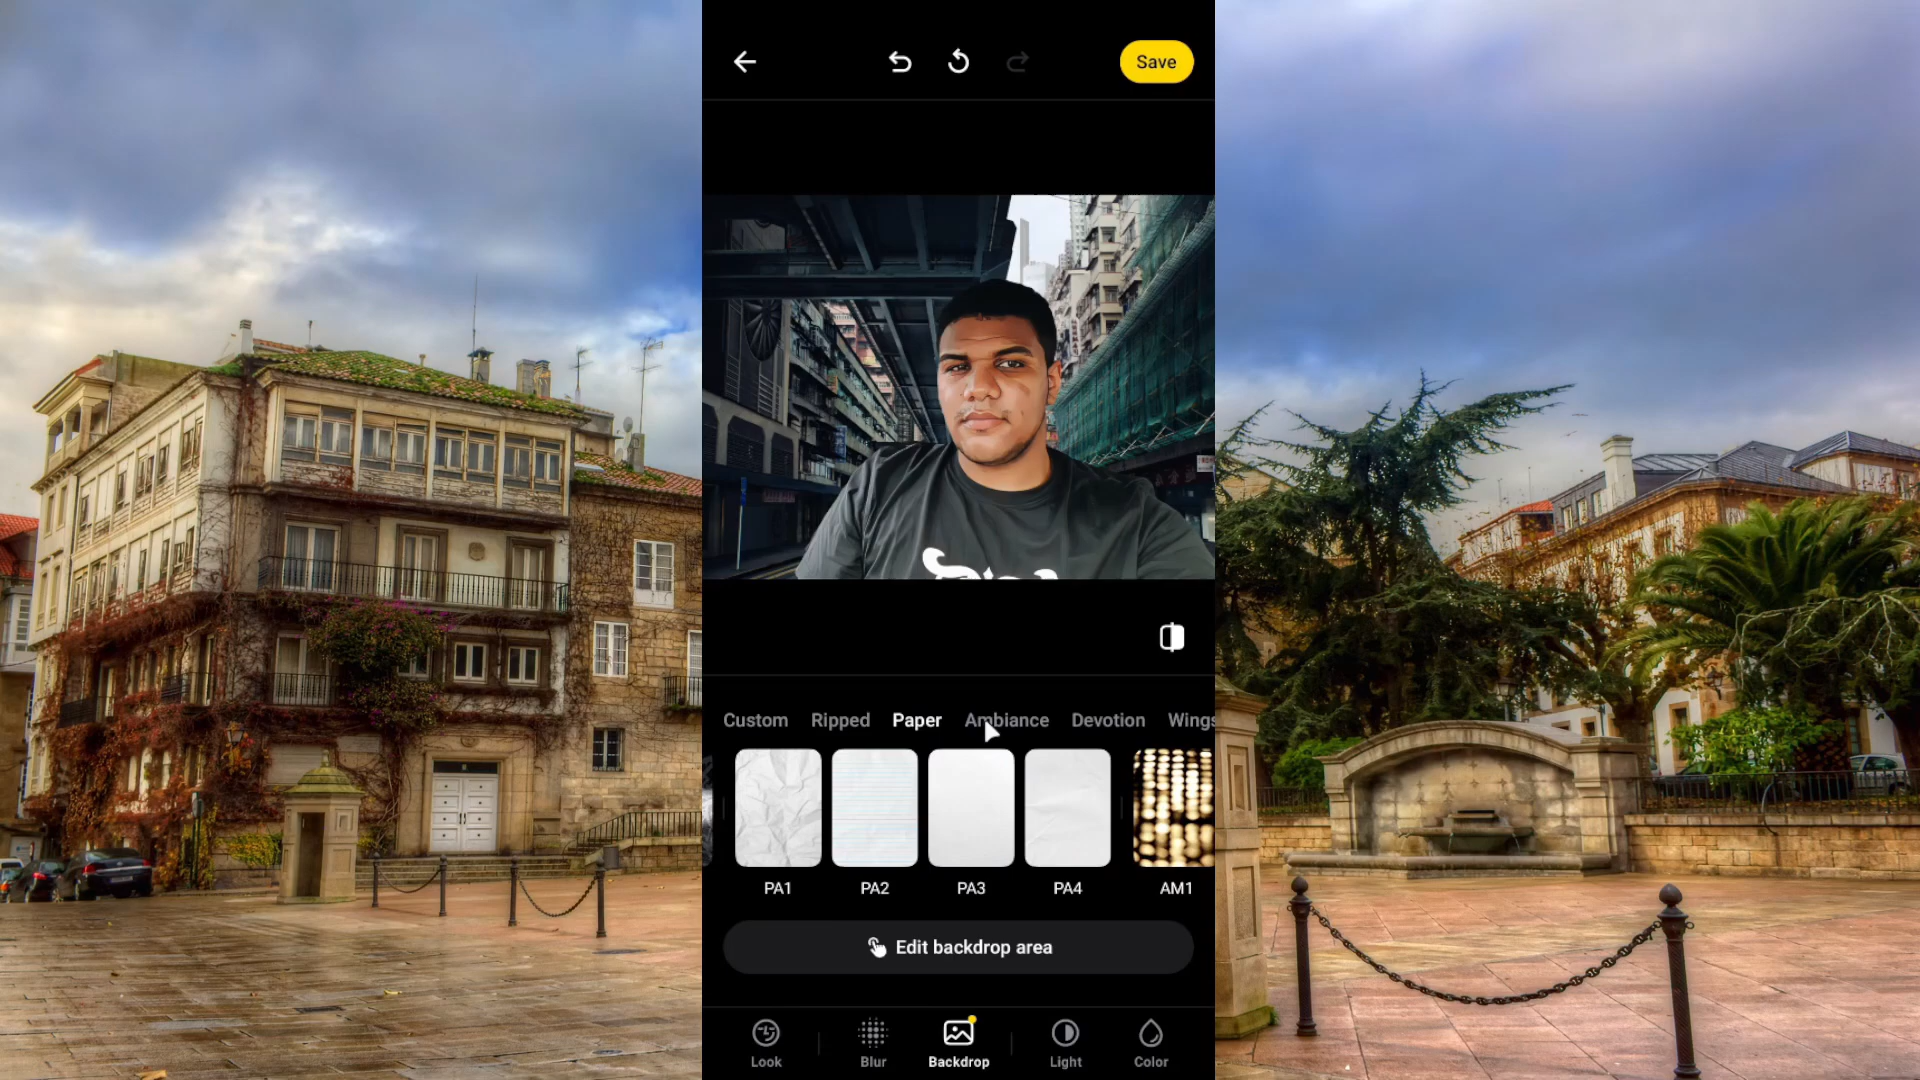 Save
Custom Ripped Paper Ambiance Devotion Wings
PA1 PA2 PA3 PA4 AM1
Edit backdrop area
Look Blur Backdrop Light Color